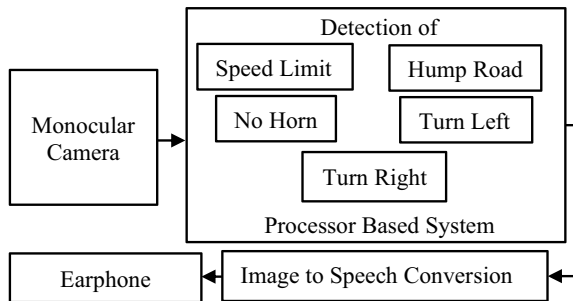 Monocular
Camera
Detection of
Speed Limit
Hump Road
No Horn
Turn Left
Turn Right
Processor Based System
Image to Speech Conversion
Earphone